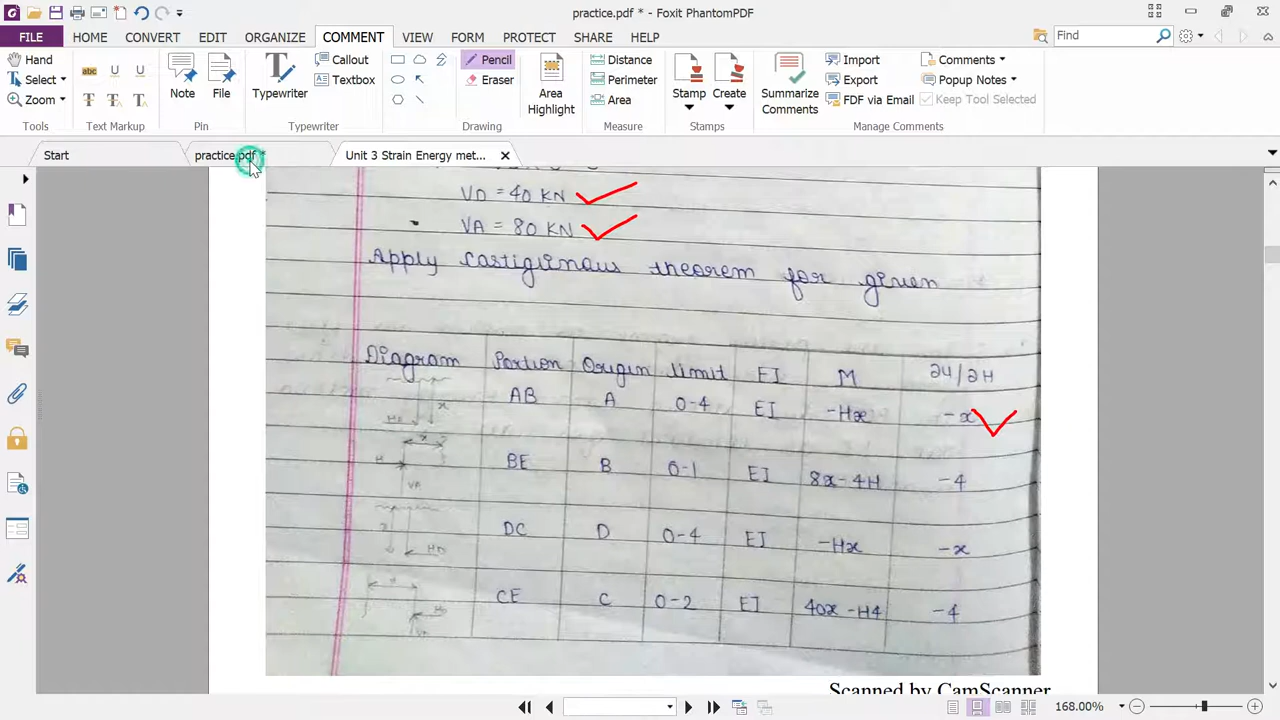 practice.pdf * - Foxit PhantomPDF
FILE HOME CONVERT EDIT ORGANIZE COMMENT VIEW FORM PROTECT SHARE HELP Find
Hand
Select
Zoom
Tools
abc U U
T T T
Text Markup
Note File
Pin
Typewriter
Callout
Textbox
Typewriter
Pencil
Eraser
Drawing
Area Highlight
Distance
Perimeter
Area
Measure
Stamp Create
Stamps
Summarize Comments
Import
Export
FDF via Email
Comments
Popup Notes
Keep Tool Selected
Manage Comments
Start practice.pdf * Unit 3 Strain Energy met...
VD = 40 KN
VA = 80 KN
Apply castiglinous theorem for given
Diagram Portion Origin limit EI M ∂U/∂H
AB A 0-4 EI -Hx -x
BE B 0-1 EI 8x-4H -4
DC D 0-4 EI -Hx -x
CE C 0-2 EI 40x-H4 -4
x
VA
HD
Scanned by CamScanner
168.00%